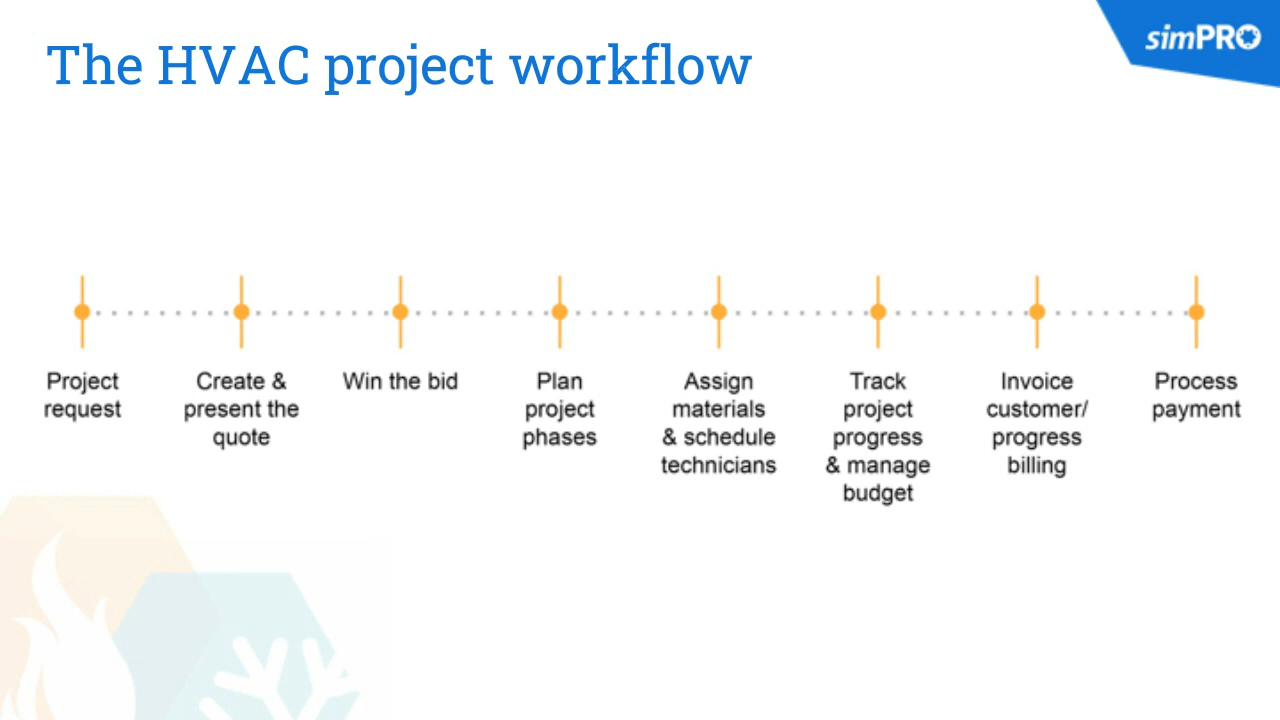 The HVAC project workflow
simPRO
Project
request
Create &
present the
quote
Win the bid
Plan
project
phases
Assign
materials
& schedule
technicians
Track
project
progress
& manage
budget
Invoice
customer/
progress
billing
Process
payment